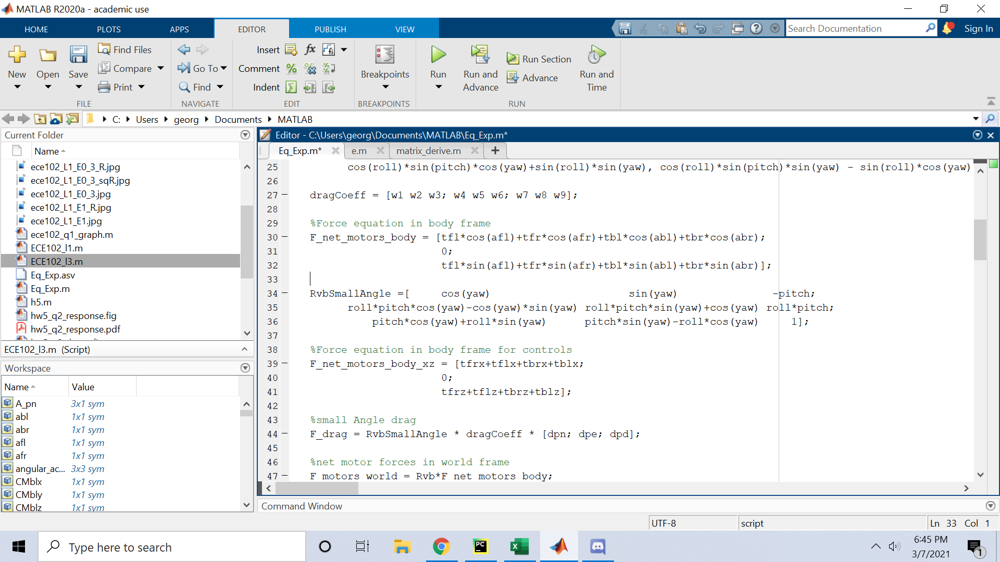 MATLAB R2020a - academic use
HOME PLOTS APPS EDITOR PUBLISH VIEW
Search Documentation
Sign In
New
Open
Save
Find Files
Compare
Print
FILE
Go To
Find
NAVIGATE
Insert
fx
Comment
Indent
EDIT
Breakpoints
BREAKPOINTS
Run
Run and Advance
Run Section
Advance
Run and Time
RUN
C: Users georg Documents MATLAB
Current Folder
Name
ece102_L1_E0_3_R.jpg
ece102_L1_E0_3_sqR.jpg
ece102_L1_E0_3.jpg
ece102_L1_E1_R.jpg
ece102_L1_E1.jpg
ece102_q1_graph.m
ECE102_l1.m
ECE102_l3.m
Eq_Exp.asv
Eq_Exp.m
h5.m
hw5_q2_response.fig
hw5_q2_response.pdf
ECE102_l3.m (Script)
Workspace
Name Value
A_pn 3x1 sym
abl 1x1 sym
abr 1x1 sym
afl 1x1 sym
afr 1x1 sym
angular_ac... 3x3 sym
CMblx 1x1 sym
CMbly 1x1 sym
CMblz 1x1 sym
Editor - C:\Users\georg\Documents\MATLAB\Eq_Exp.m*
Eq_Exp.m* e.m matrix_derive.m +
25 cos(roll)*sin(pitch)*cos(yaw)+sin(roll)*sin(yaw), cos(roll)*sin(pitch)*sin(yaw) - sin(roll)*cos(yaw)
26
27 dragCoeff = [w1 w2 w3; w4 w5 w6; w7 w8 w9];
28
29 %Force equation in body frame
30 F_net_motors_body = [tfl*cos(afl)+tfr*cos(afr)+tbl*cos(abl)+tbr*cos(abr);
31 0;
32 tfl*sin(afl)+tfr*sin(afr)+tbl*sin(abl)+tbr*sin(abr)];
33
34 RvbSmallAngle =[ cos(yaw) sin(yaw) -pitch;
35 roll*pitch*cos(yaw)-cos(yaw)*sin(yaw) roll*pitch*sin(yaw)+cos(yaw) roll*pitch;
36 pitch*cos(yaw)+roll*sin(yaw) pitch*sin(yaw)-roll*cos(yaw) 1];
37
38 %Force equation in body frame for controls
39 F_net_motors_body_xz = [tfrx+tflx+tbrx+tblx;
40 0;
41 tfrz+tflz+tbrz+tblz];
42
43 %small Angle drag
44 F_drag = RvbSmallAngle * dragCoeff * [dpn; dpe; dpd];
45
46 %net motor forces in world frame
47 F motors world = Rvb*F net motors body;
Command Window
UTF-8
script
Ln 33 Col 1
Type here to search
PC
X
6:45 PM
3/7/2021
1